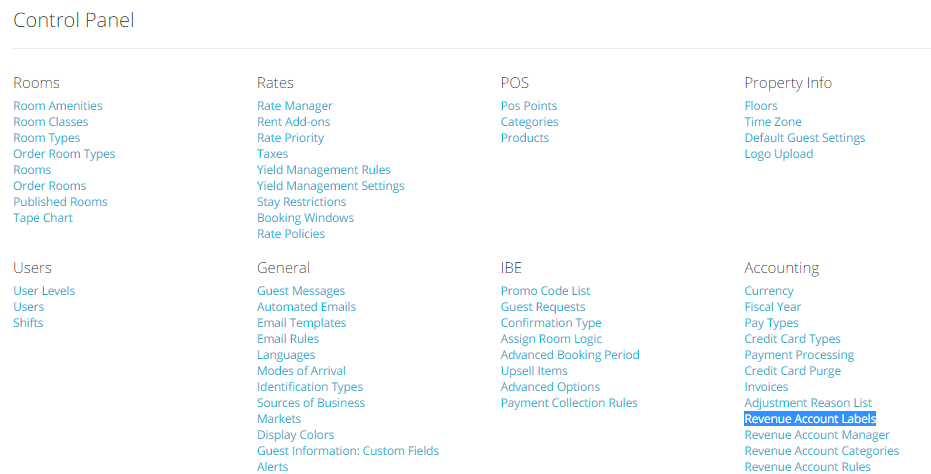 Control Panel
Rooms
Room Amenities
Room Classes
Room Types
Order Room Types
Rooms
Order Rooms
Published Rooms
Tape Chart
Rates
Rate Manager
Rent Add-ons
Rate Priority
Taxes
Yield Management Rules
Yield Management Settings
Stay Restrictions
Booking Windows
Rate Policies
POS
Pos Points
Categories
Products
Property Info
Floors
Time Zone
Default Guest Settings
Logo Upload
Users
User Levels
Users
Shifts
General
Guest Messages
Automated Emails
Email Templates
Email Rules
Languages
Modes of Arrival
Identification Types
Sources of Business
Markets
Display Colors
Guest Information: Custom Fields
Alerts
IBE
Promo Code List
Guest Requests
Confirmation Type
Assign Room Logic
Advanced Booking Period
Upsell Items
Advanced Options
Payment Collection Rules
Accounting
Currency
Fiscal Year
Pay Types
Credit Card Types
Payment Processing
Credit Card Purge
Invoices
Adjustment Reason List
Revenue Account Labels
Revenue Account Manager
Revenue Account Categories
Revenue Account Rules